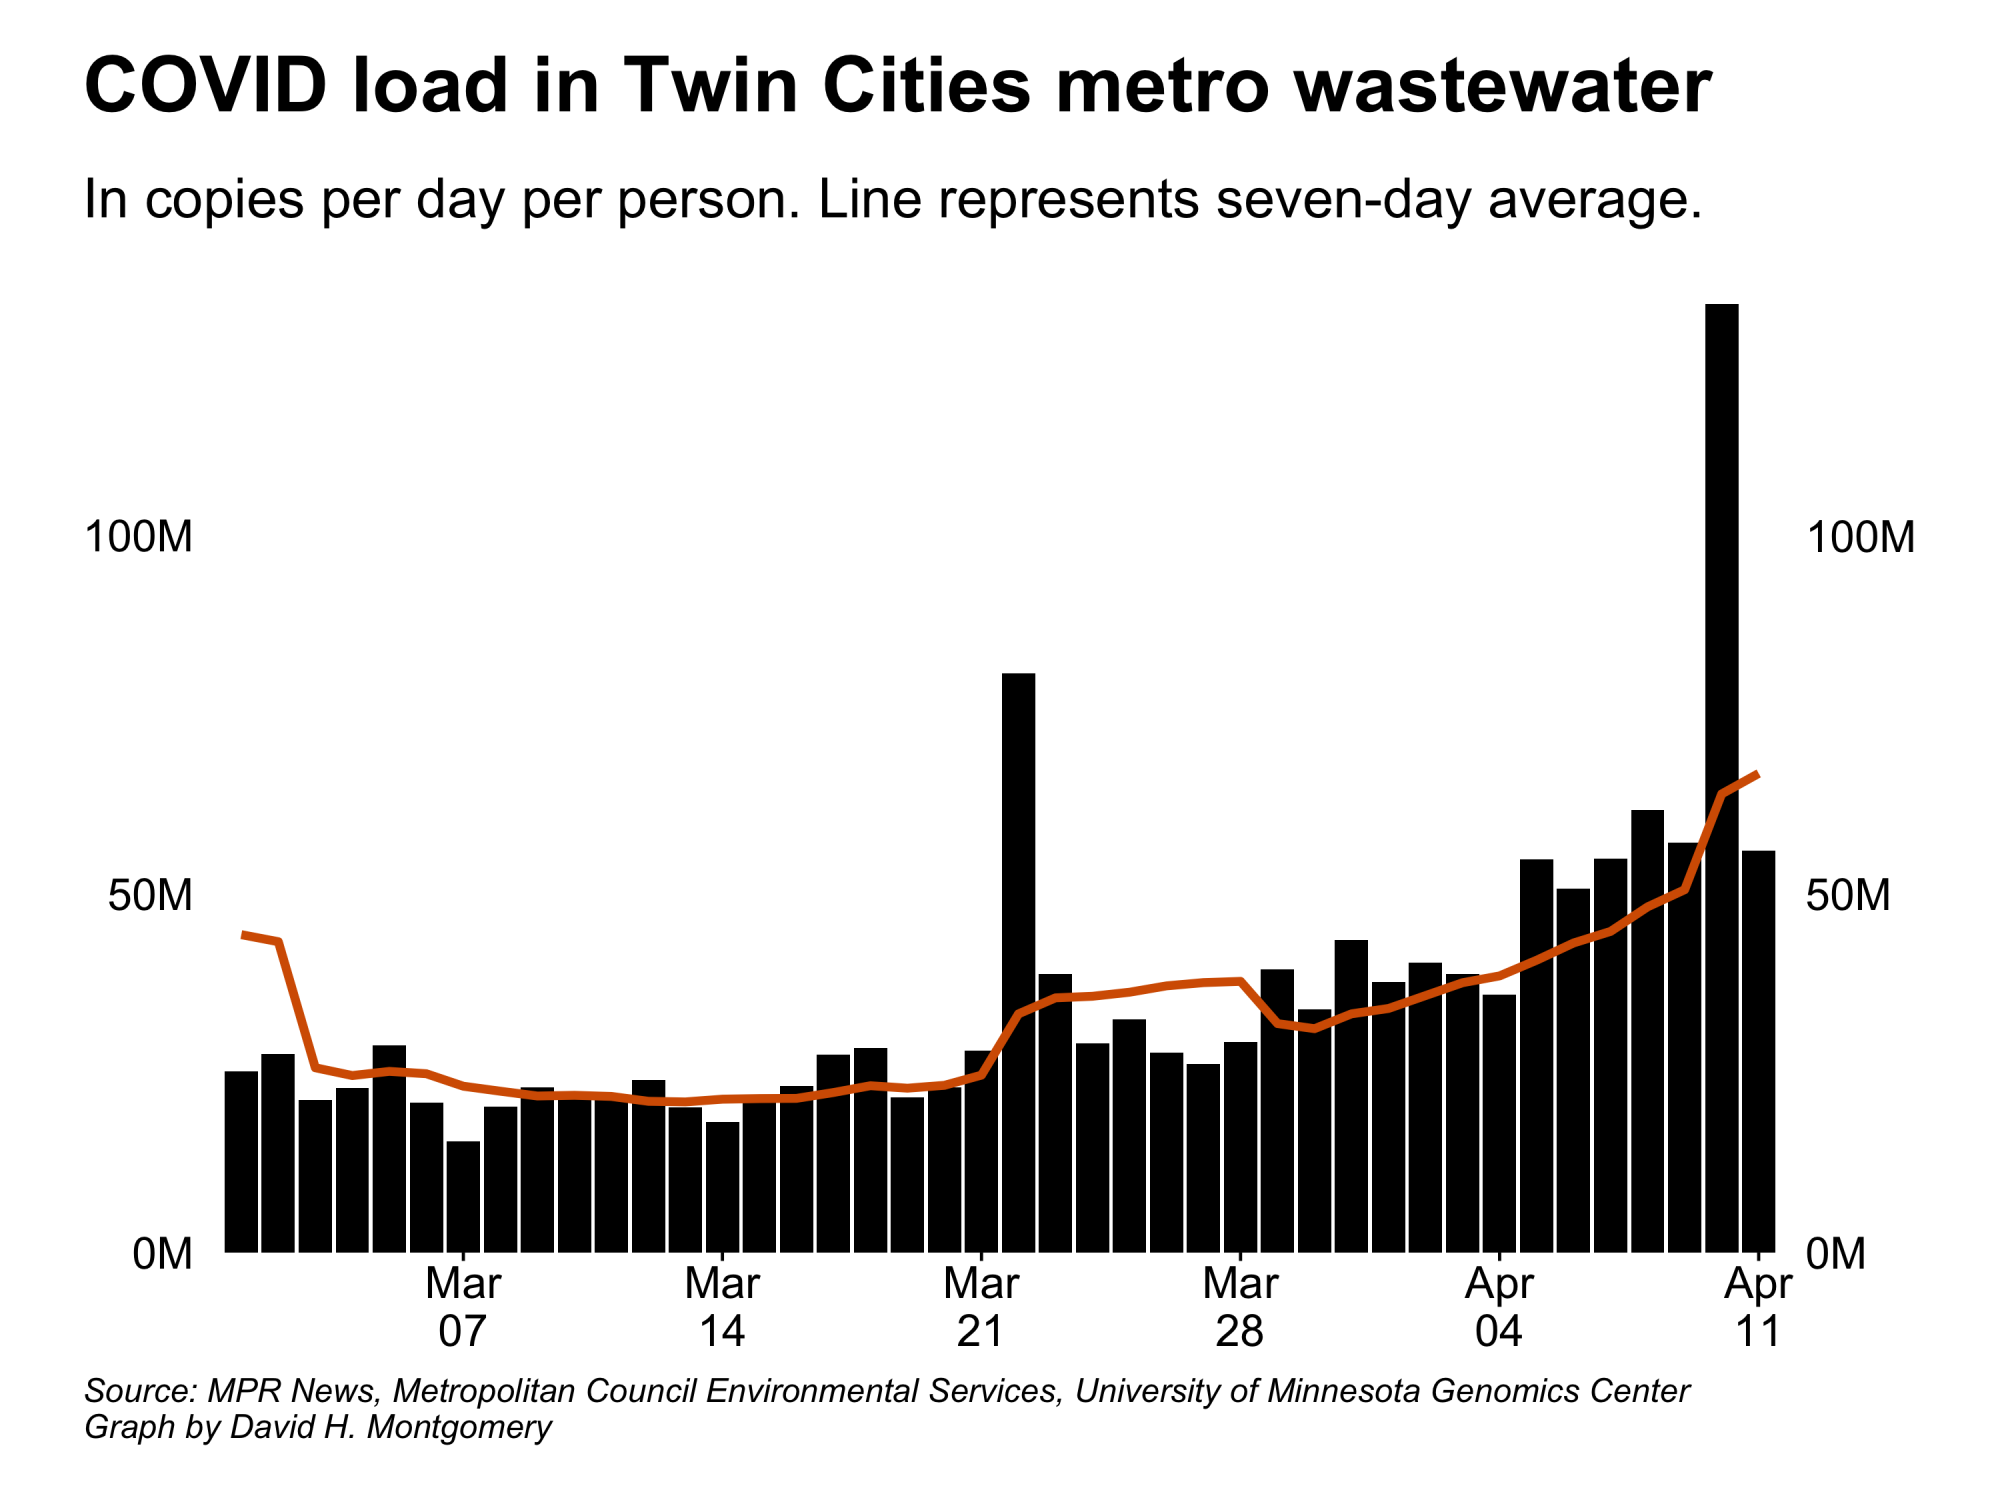 COVID load in Twin Cities metro wastewater
In copies per day per person. Line represents seven-day average.
100M 100M
50M 50M
0M 0M
Mar Mar Mar Mar Apr Apr
07 14 21 28 04 11
Source: MPR News, Metropolitan Council Environmental Services, University of Minnesota Genomics Center
Graph by David H. Montgomery